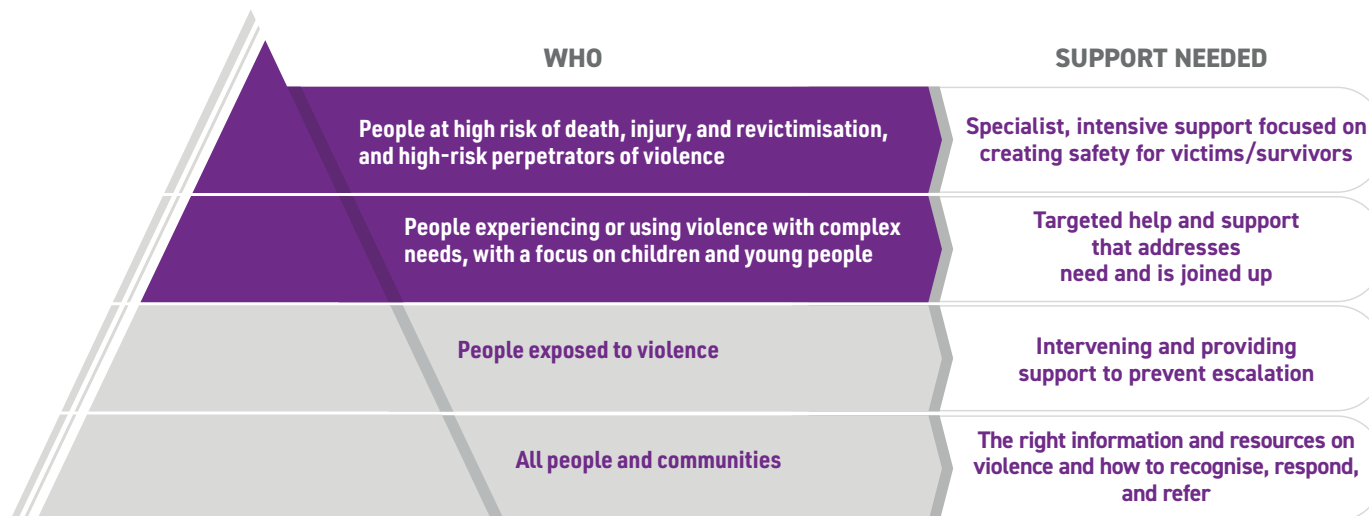 WHO
SUPPORT NEEDED
People at high risk of death, injury, and revictimisation,
and high-risk perpetrators of violence
Specialist, intensive support focused on
creating safety for victims/survivors
People experiencing or using violence with complex
needs, with a focus on children and young people
Targeted help and support
that addresses
need and is joined up
People exposed to violence
Intervening and providing
support to prevent escalation
All people and communities
The right information and resources on
violence and how to recognise, respond,
and refer